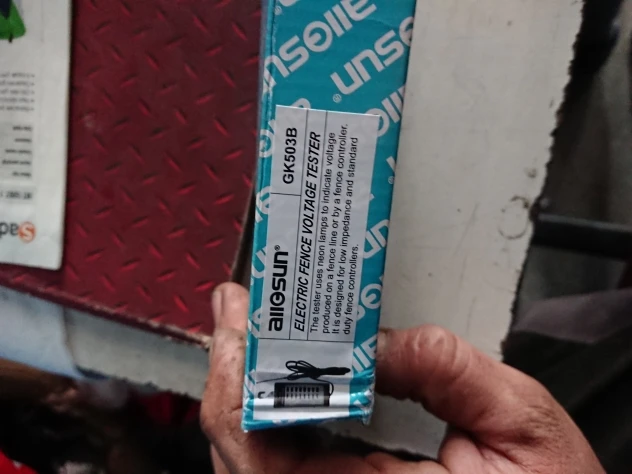 allosun® GK503B
ELECTRIC FENCE VOLTAGE TESTER
The tester uses neon lamps to indicate voltage
produced on a fence line or by a fence controller.
It is designed for low impedance and standard
duty fence controllers.
allosun
allosun®